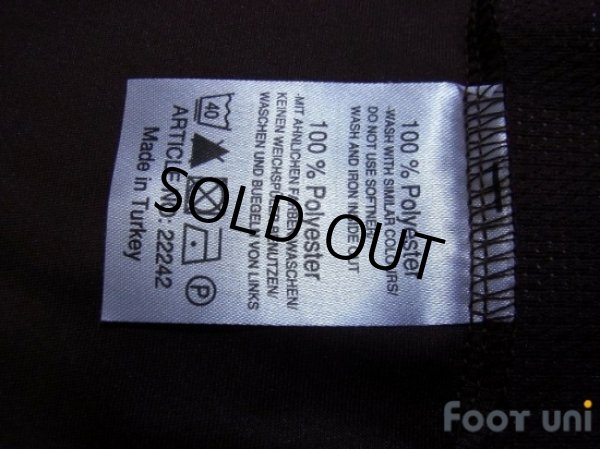 100 % Polyester
-WASH WITH SIMILAR COLOURS/
DO NOT USE SOFTNER/
WASH AND IRON INSIDE OUT
100 % Polyester
-MIT ÄHNLICHEN FARBEN WASCHEN/
KEINEN WEICHSPÜLER BENUTZEN/
WASCHEN UND BUEGELN VON LINKS
40
P
ARTICLE No: 22242
Made in Turkey
SOLD OUT
FOOT UNI